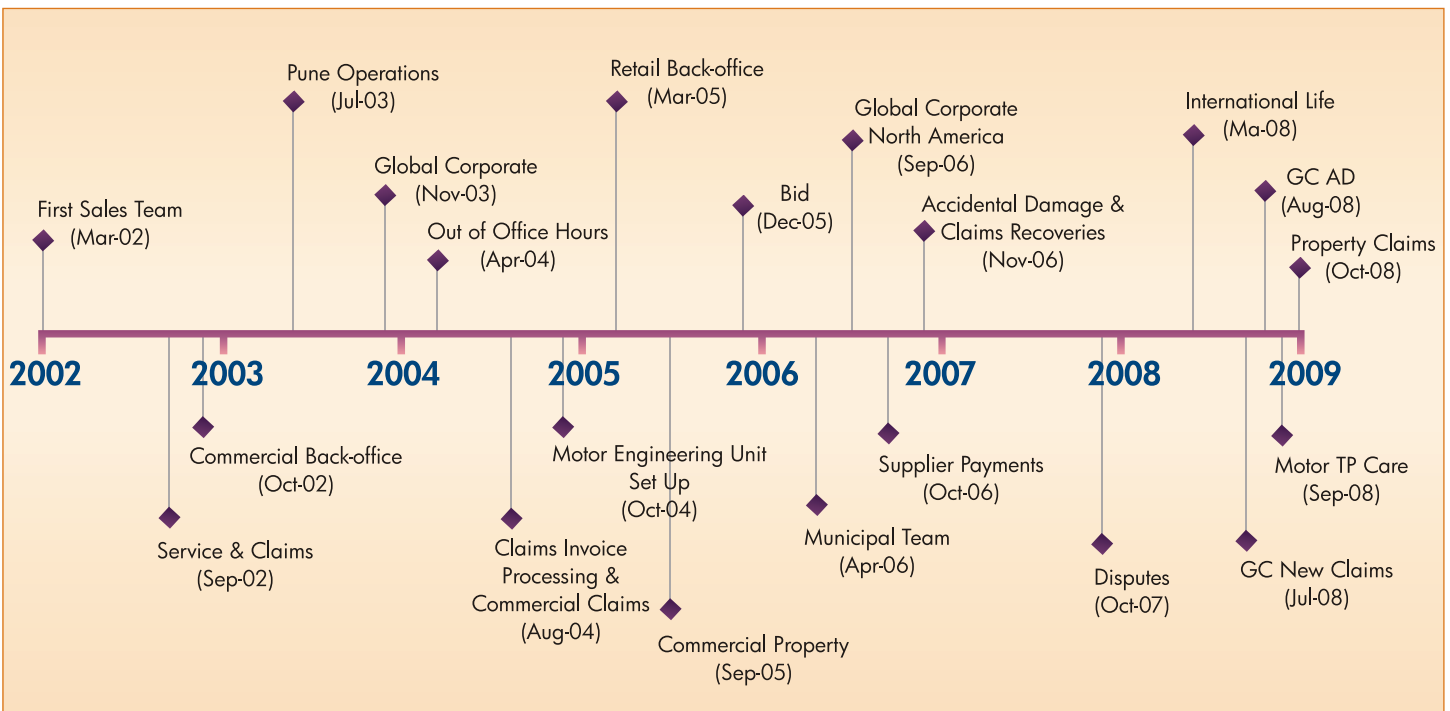 Pune Operations
(Jul-03)
Retail Back-office
(Mar-05)
Global Corporate
North America
(Sep-06)
International Life
(Ma-08)
Global Corporate
(Nov-03)
Bid
(Dec-05)
GC AD
(Aug-08)
First Sales Team
(Mar-02)
Out of Office Hours
(Apr-04)
Accidental Damage &
Claims Recoveries
(Nov-06)
Property Claims
(Oct-08)
2002
2003
2004
2005
2006
2007
2008
2009
Commercial Back-office
(Oct-02)
Motor Engineering Unit
Set Up
(Oct-04)
Supplier Payments
(Oct-06)
Motor TP Care
(Sep-08)
Service & Claims
(Sep-02)
Claims Invoice
Processing &
Commercial Claims
(Aug-04)
Municipal Team
(Apr-06)
Disputes
(Oct-07)
GC New Claims
(Jul-08)
Commercial Property
(Sep-05)